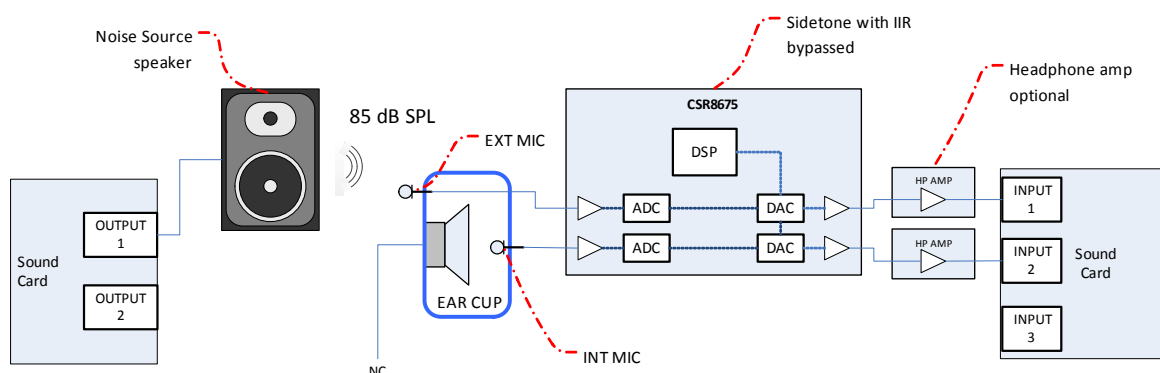 Noise Source
speaker
Sidetone with IIR
bypassed
Headphone amp
optional
85 dB SPL
CSR8675
EXT MIC
DSP
HP AMP
ADC
DAC
INPUT
1
OUTPUT
1
Sound
Card
HP AMP
ADC
DAC
INPUT
2
Sound
Card
OUTPUT
2
EAR CUP
INPUT
3
INT MIC
NC